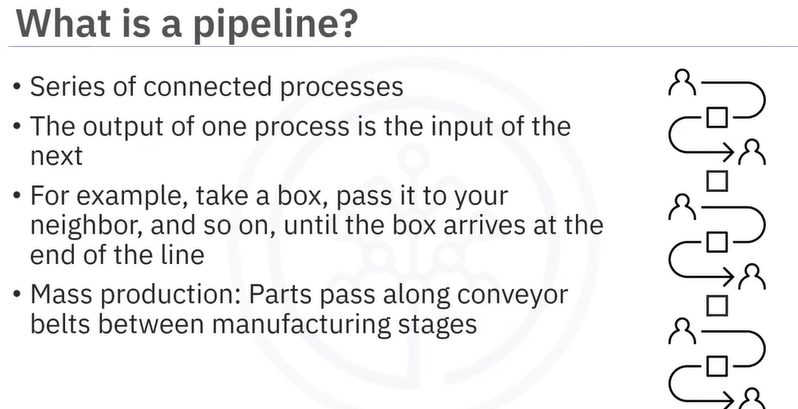 What is a pipeline?
• Series of connected processes
• The output of one process is the input of the
next
• For example, take a box, pass it to your
neighbor, and so on, until the box arrives at the
end of the line
• Mass production: Parts pass along conveyor
belts between manufacturing stages